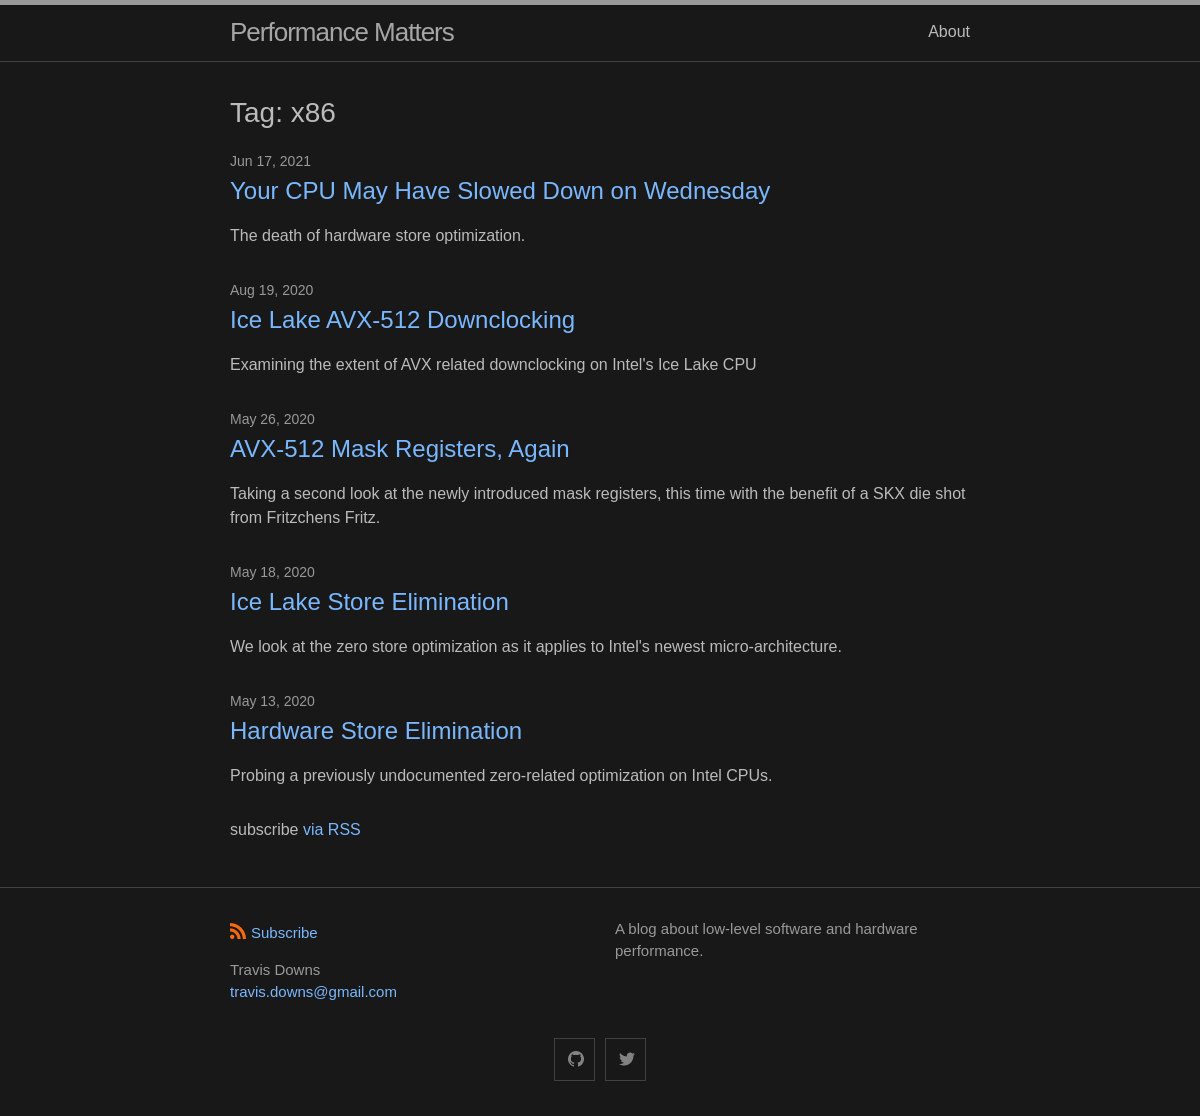 Performance Matters
About
Tag: x86
Jun 17, 2021
Your CPU May Have Slowed Down on Wednesday
The death of hardware store optimization.
Aug 19, 2020
Ice Lake AVX-512 Downclocking
Examining the extent of AVX related downclocking on Intel's Ice Lake CPU
May 26, 2020
AVX-512 Mask Registers, Again
Taking a second look at the newly introduced mask registers, this time with the benefit of a SKX die shot
from Fritzchens Fritz.
May 18, 2020
Ice Lake Store Elimination
We look at the zero store optimization as it applies to Intel's newest micro-architecture.
May 13, 2020
Hardware Store Elimination
Probing a previously undocumented zero-related optimization on Intel CPUs.
subscribe via RSS
Subscribe
Travis Downs
travis.downs@gmail.com
A blog about low-level software and hardware
performance.